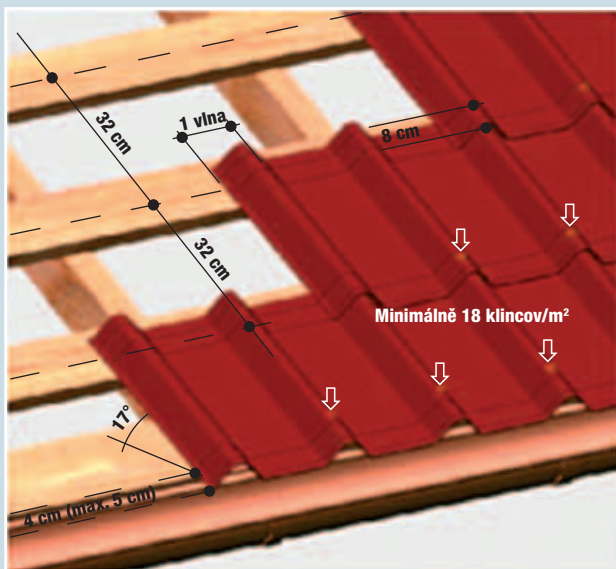 32 cm
1 vlna
8 cm
32 cm
Minimálně 18 klincov/m²
17°
4 cm (max. 5 cm)